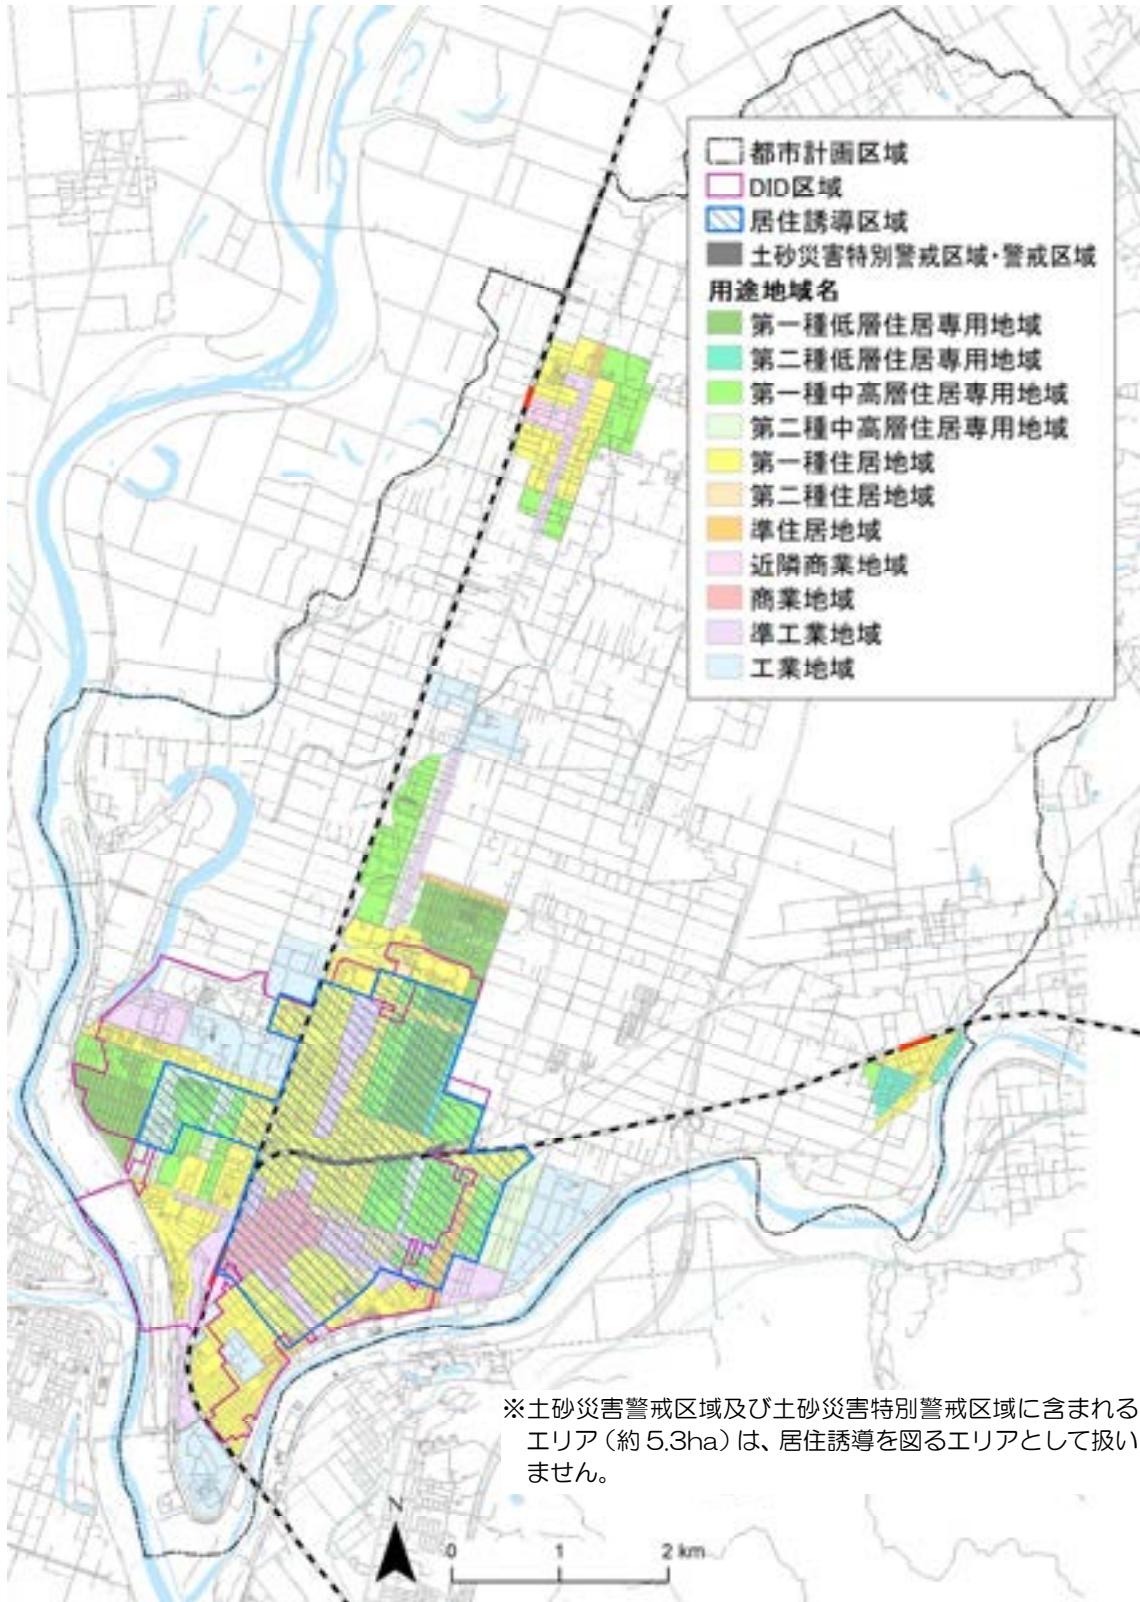 都市計画区域
DID区域
居住誘導区域
土砂災害特別警戒区域・警戒区域
用途地域名
第一種低層住居専用地域
第二種低層住居専用地域
第一種中高層住居専用地域
第二種中高層住居専用地域
第一種住居地域
第二種住居地域
準住居地域
近隣商業地域
商業地域
準工業地域
工業地域
※土砂災害警戒区域及び土砂災害特別警戒区域に含まれる
エリア（約 5.3ha）は、居住誘導を図るエリアとして扱い
ません。
N
0 1 2 km